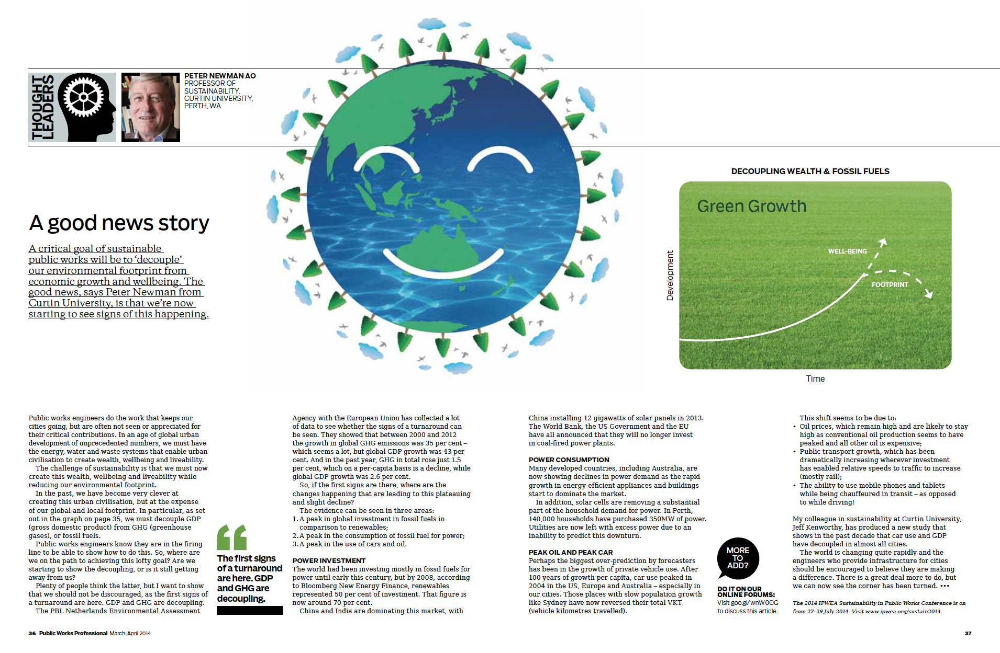 THOUGHT
LEADERS
PETER NEWMAN AO
PROFESSOR OF
SUSTAINABILITY,
CURTIN UNIVERSITY,
PERTH, WA
A good news story
A critical goal of sustainable
public works will be to ‘decouple’
our environmental footprint from
economic growth and wellbeing. The
good news, says Peter Newman from
Curtin University, is that we’re now
starting to see signs of this happening.
DECOUPLING WEALTH & FOSSIL FUELS
Green Growth
WELL-BEING
FOOTPRINT
Development
Time
Public works engineers do the work that keeps our
cities going, but are often not seen or appreciated for
their critical contributions. In an age of global urban
development of unprecedented numbers, we must have
the energy, water and waste systems that enable urban
civilisation to create wealth, wellbeing and liveability.
The challenge of sustainability is that we must now
create this wealth, wellbeing and liveability while
reducing our environmental footprint.
In the past, we have become very clever at
creating this urban civilisation, but at the expense
of our global and local footprint. In particular, as set
out in the graph on page 35, we must decouple GDP
(gross domestic product) from GHG (greenhouse
gases), or fossil fuels.
Public works engineers know they are in the firing
line to be able to show how to do this. So, where are
we on the path to achieving this lofty goal? Are we
starting to show the decoupling, or is it still getting
away from us?
Plenty of people think the latter, but I want to show
that we should not be discouraged, as the first signs of
a turnaround are here. GDP and GHG are decoupling.
The PBL Netherlands Environmental Assessment
The first signs
of a turnaround
are here. GDP
and GHG are
decoupling.
Agency with the European Union has collected a lot
of data to see whether the signs of a turnaround can
be seen. They showed that between 2000 and 2012
the growth in global GHG emissions was 35 per cent –
which seems a lot, but global GDP growth was 43 per
cent. And in the past year, GHG in total rose just 1.5
per cent, which on a per-capita basis is a decline, while
global GDP growth was 2.6 per cent.
So, if the first signs are there, where are the
changes happening that are leading to this plateauing
and slight decline?
The evidence can be seen in three areas:
1. A peak in global investment in fossil fuels in
comparison to renewables;
2. A peak in the consumption of fossil fuel for power;
3. A peak in the use of cars and oil.
POWER INVESTMENT
The world had been investing mostly in fossil fuels for
power until early this century, but by 2008, according
to Bloomberg New Energy Finance, renewables
represented 50 per cent of investment. That figure is
now around 70 per cent.
China and India are dominating this market, with
China installing 12 gigawatts of solar panels in 2013.
The World Bank, the US Government and the EU
have all announced that they will no longer invest
in coal-fired power plants.
POWER CONSUMPTION
Many developed countries, including Australia, are
now showing declines in power demand as the rapid
growth in energy-efficient appliances and buildings
start to dominate the market.
In addition, solar cells are removing a substantial
part of the household demand for power. In Perth,
140,000 households have purchased 350MW of power.
Utilities are now left with excess power due to an
inability to predict this downturn.
PEAK OIL AND PEAK CAR
Perhaps the biggest over-prediction by forecasters
has been in the growth of private vehicle use. After
100 years of growth per capita, car use peaked in
2004 in the US, Europe and Australia – especially in
our cities. Those places with slow population growth
like Sydney have now reversed their total VKT
(vehicle kilometres travelled).
MORE
TO
ADD?
DO IT ON OUR
ONLINE FORUMS:
Visit goo.gl/wnW0OG
to discuss this article.
This shift seems to be due to:
• Oil prices, which remain high and are likely to stay
high as conventional oil production seems to have
peaked and all other oil is expensive;
• Public transport growth, which has been
dramatically increasing wherever investment
has enabled relative speeds to traffic to increase
(mostly rail);
• The ability to use mobile phones and tablets
while being chauffeured in transit – as opposed
to while driving!
My colleague in sustainability at Curtin University,
Jeff Kenworthy, has produced a new study that
shows in the past decade that car use and GDP
have decoupled in almost all cities.
The world is changing quite rapidly and the
engineers who provide infrastructure for cities
should be encouraged to believe they are making
a difference. There is a great deal more to do, but
we can now see the corner has been turned. •••
The 2014 IPWEA Sustainability in Public Works Conference is on
from 27–29 July 2014. Visit www.ipwea.org/sustain2014
36 Public Works Professional March-April 2014
37